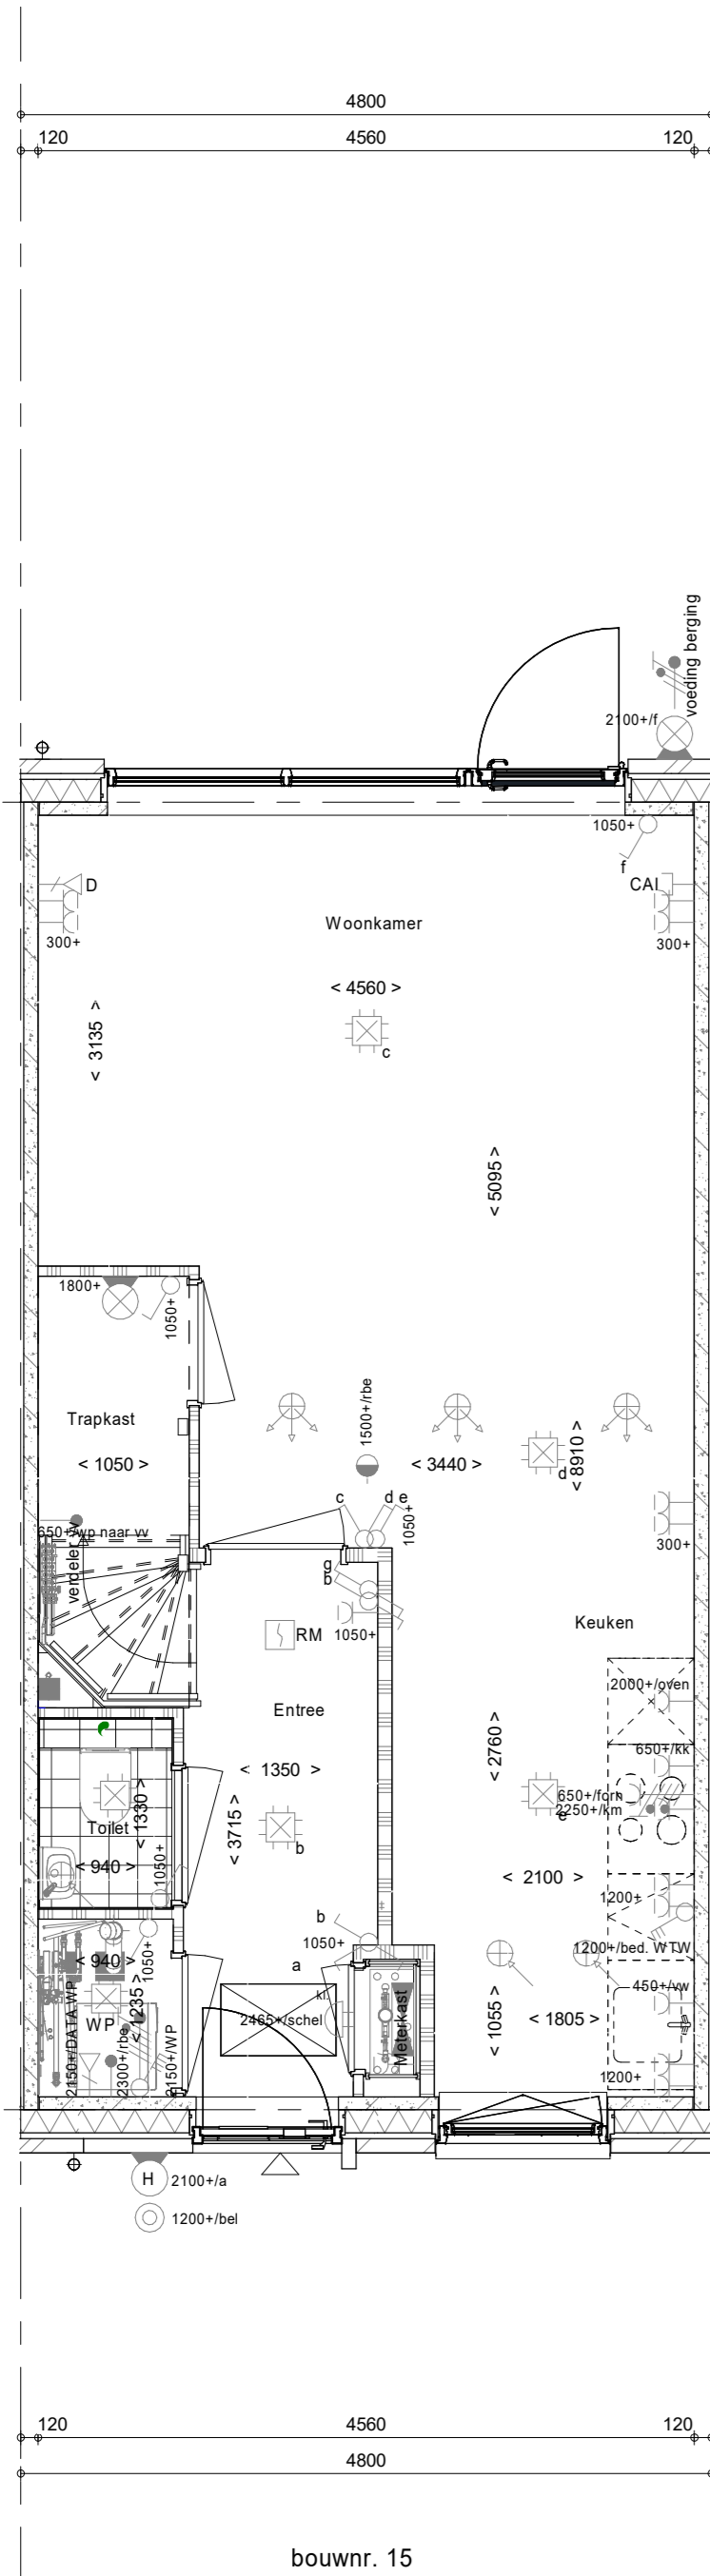 4800
120 4560 120
voeding berging
2100+/f
1050+
f
D
CAI
300+
300+
Woonkamer
< 4560 >
c
< 3135 >
< 5095 >
1800+
1050+
Trapkast
< 1050 >
1500+/rbe
< 3440 >
d
< 8910 >
c d e
1050+
300+
650+/wp naar vv
g
b
1050+
RM
Keuken
Entree
2000+/oven
650+/kk
< 2760 >
650+/forn
2250+/km
e
< 1350 >
< 3715 >
b
< 1330 >
Toilet
< 940 >
1050+
< 2100 >
1200+
b
1050+
a
1200+/bed. WTW
< 940 >
1050+
450+/vw
kl.
2465+/schel
Meterkast
< 1235 >
WP
2150+/DATA WP
2300+/rbe
2150+/WP
< 1055 >
< 1805 >
1200+
H 2100+/a
1200+/bel
120 4560 120
4800
bouwnr. 15